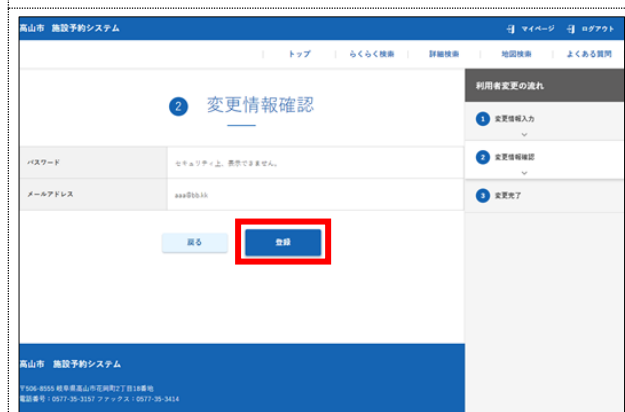 高山市 施設予約システム
マイページ ログアウト
トップ らくらく検索 詳細検索 地図検索 よくある質問
2 変更情報確認
パスワード セキュリティ上、表示できません。
メールアドレス aaa@bb.kk
戻る 登録
利用者変更の流れ
1 変更情報入力
2 変更情報確認
3 変更完了
高山市 施設予約システム
〒506-8555 岐阜県高山市花岡町2丁目18番地
電話番号：0577-35-3157 ファックス：0577-35-3414